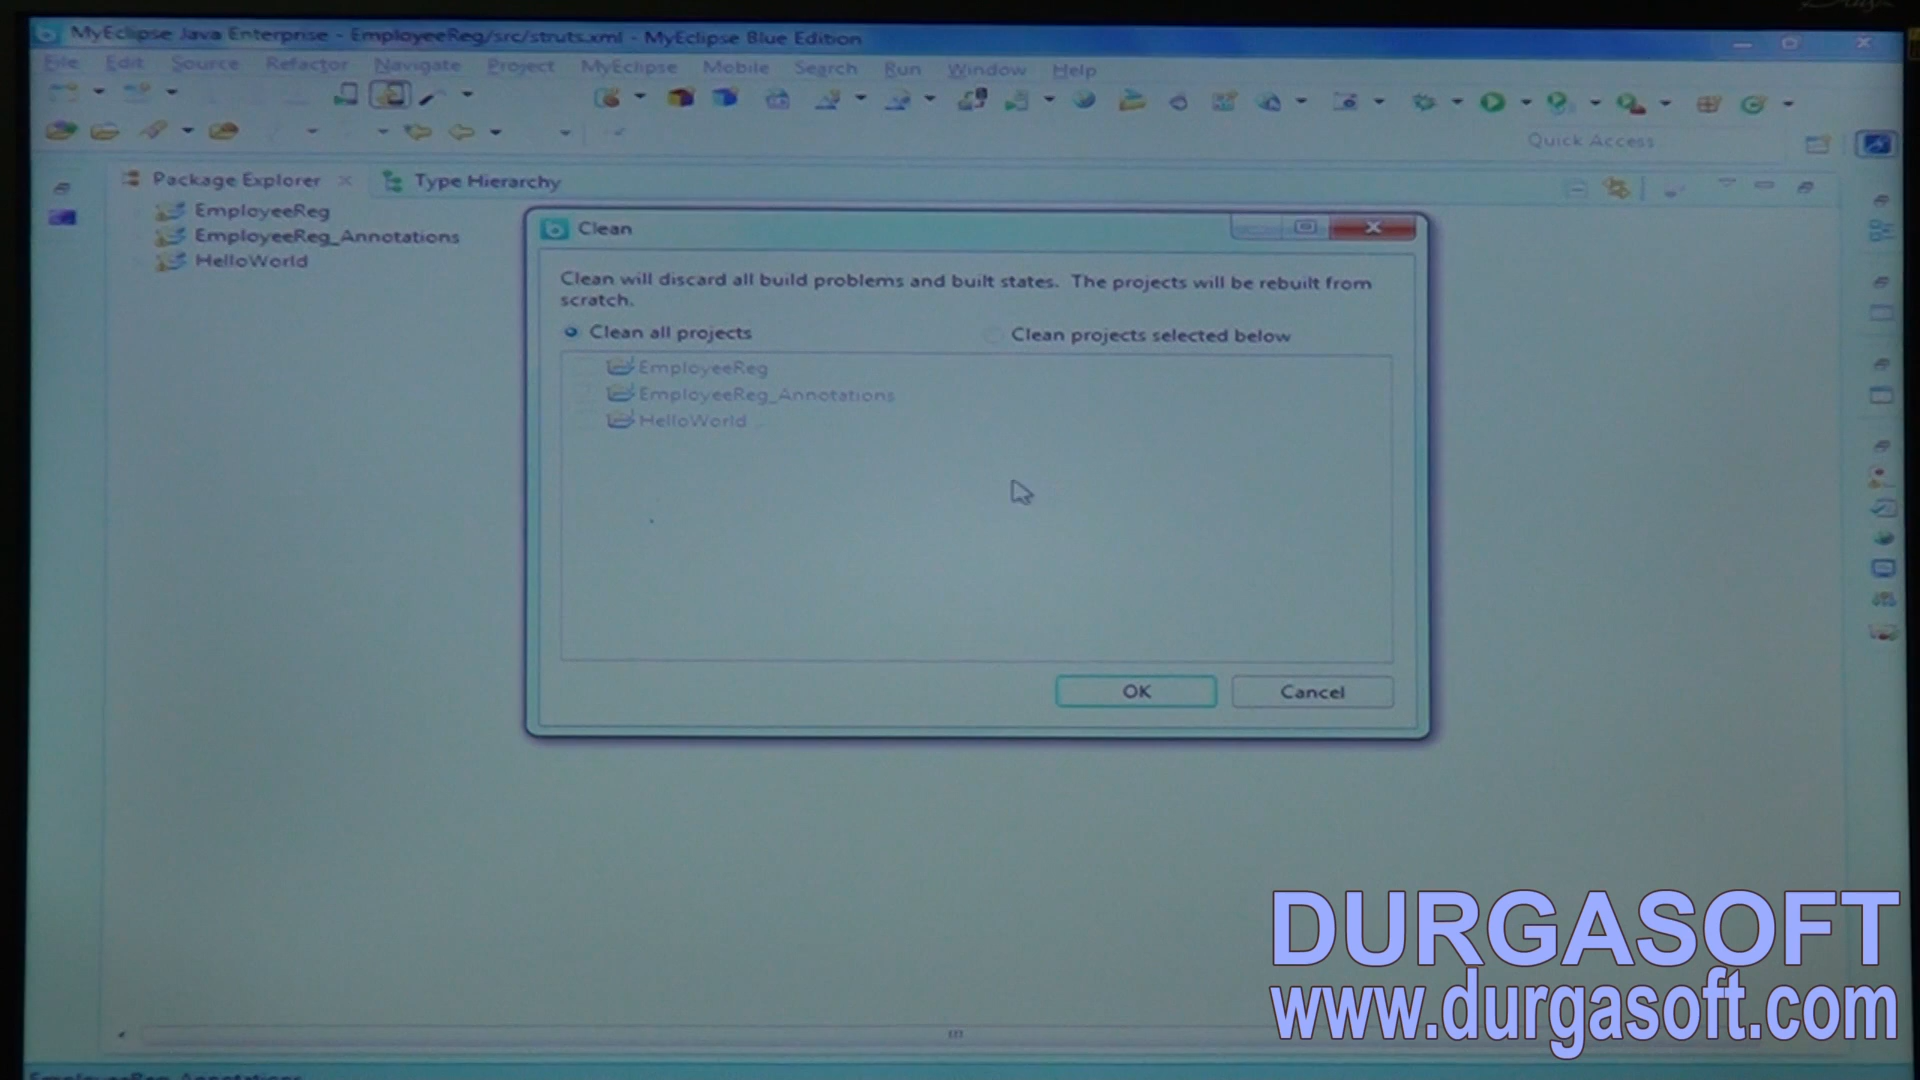 MyEclipse Java Enterprise - EmployeeReg/src/struts.xml - MyEclipse Blue Edition
File Edit Source Refactor Navigate Project MyEclipse Mobile Search Run Window Help
Quick Access
Package Explorer
Type Hierarchy
EmployeeReg
EmployeeReg_Annotations
HelloWorld
Clean
Clean will discard all build problems and built states. The projects will be rebuilt from
scratch.
Clean all projects
Clean projects selected below
EmployeeReg
EmployeeReg_Annotations
HelloWorld
OK
Cancel
DURGASOFT
www.durgasoft.com
EmployeeReg_Annotations